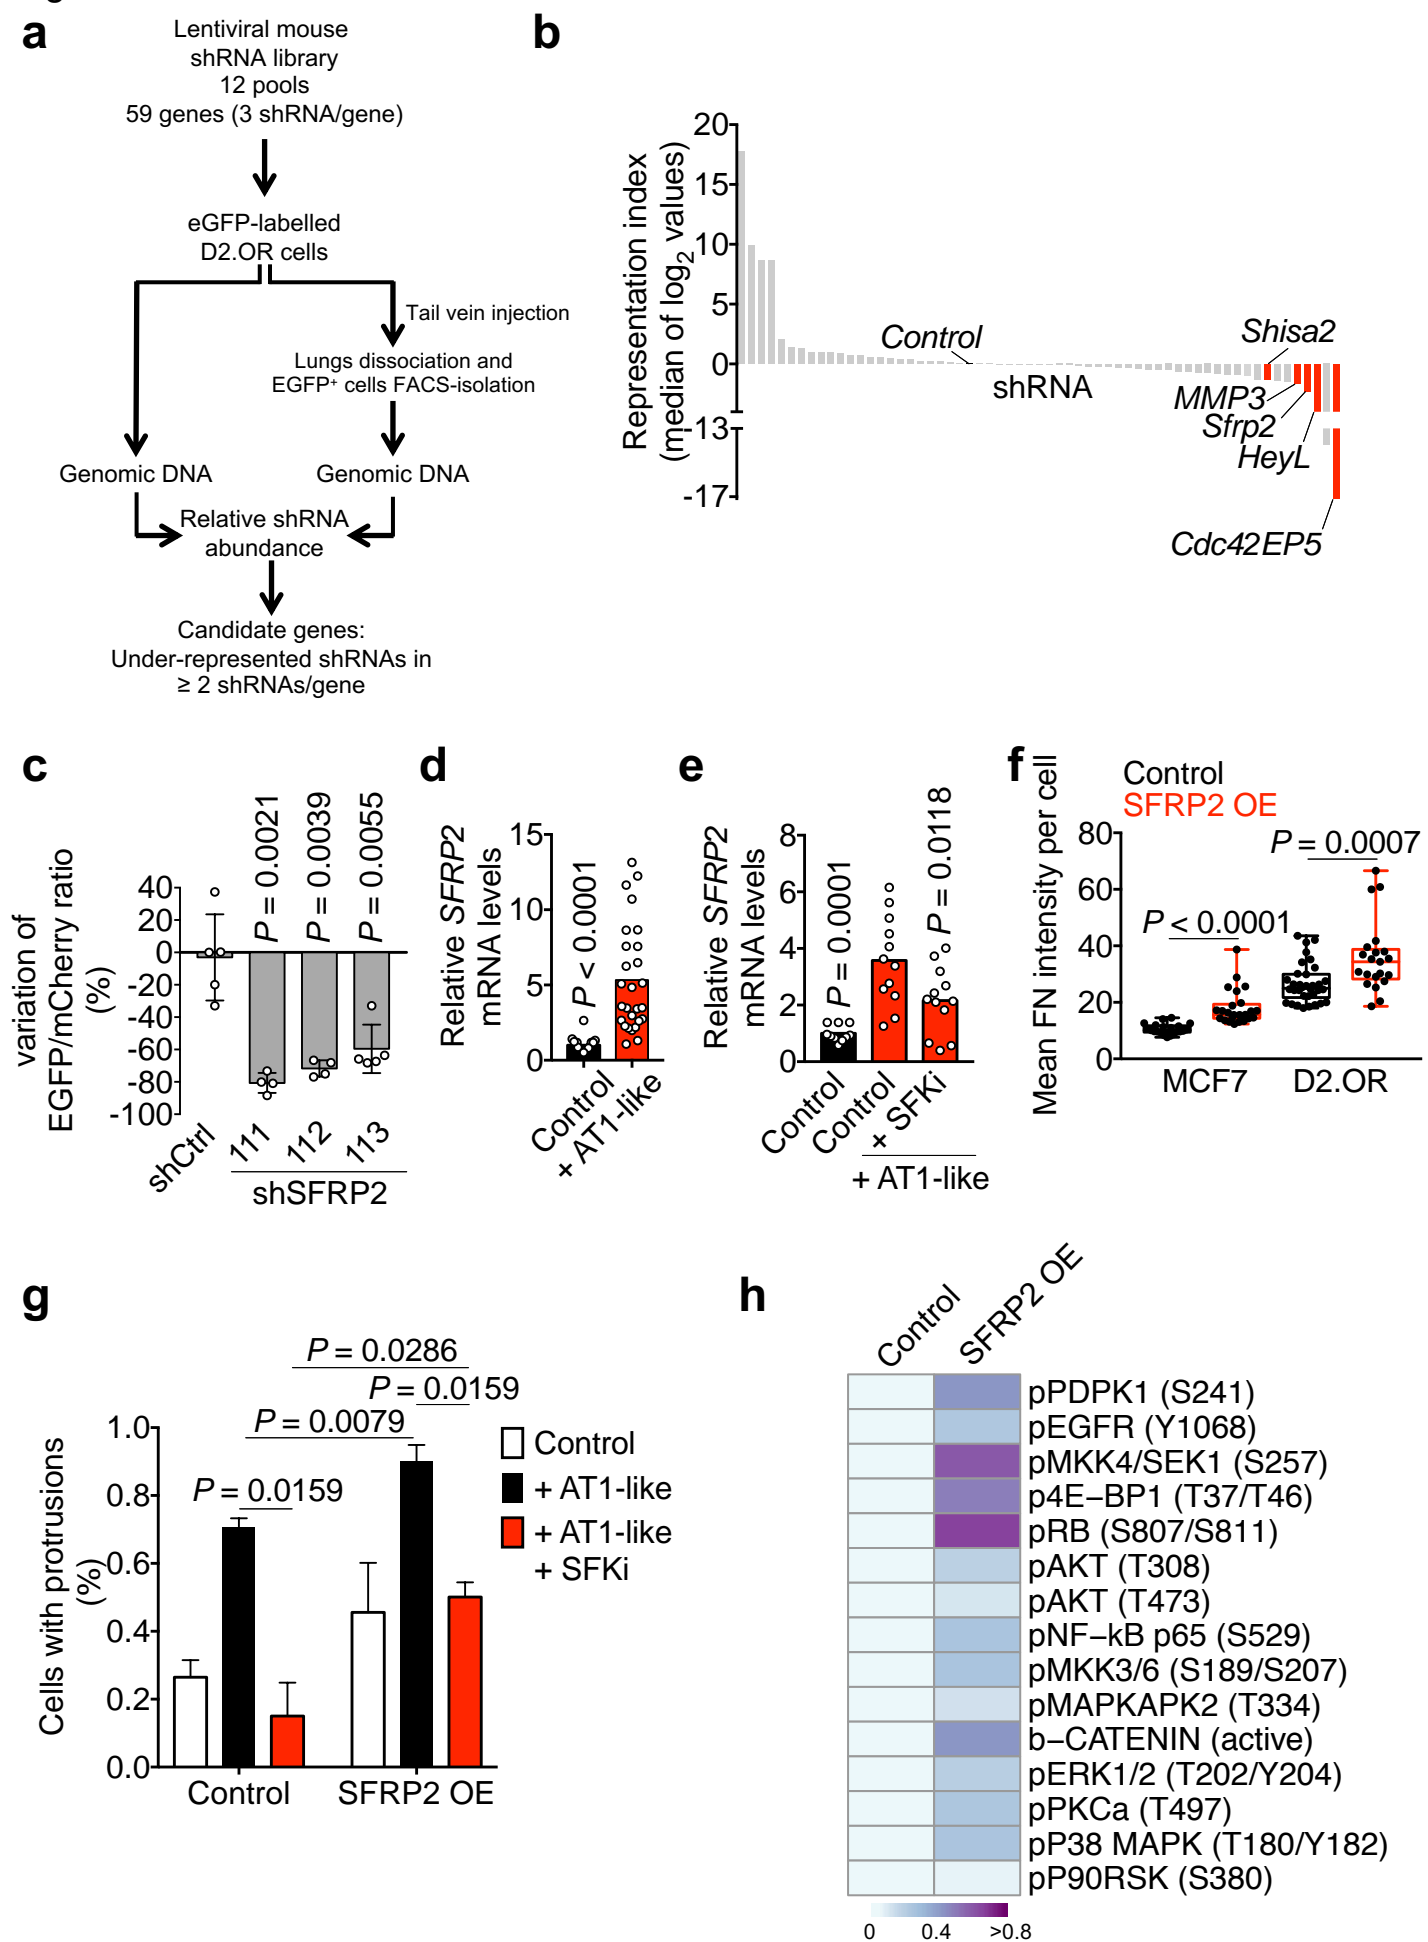 a
Lentiviral mouse
shRNA library
12 pools
59 genes (3 shRNA/gene)
eGFP-labelled
D2.OR cells
Tail vein injection
Lungs dissociation and
EGFP⁺ cells FACS-isolation
Genomic DNA
Genomic DNA
Relative shRNA
abundance
Candidate genes:
Under-represented shRNAs in
≥ 2 shRNAs/gene
b
Representation index
(median of log₂ values)
20
15
10
5
0
-13
-17
Control
shRNA
Shisa2
MMP3
Sfrp2
HeyL
Cdc42EP5
c
variation of
EGFP/mCherry ratio
(%)
40
20
0
-20
-40
-60
-80
-100
P = 0.0021
P = 0.0039
P = 0.0055
shCtrl
111
112
113
shSFRP2
d
Relative SFRP2
mRNA levels
15
10
5
0
P < 0.0001
Control
+ AT1-like
e
Relative SFRP2
mRNA levels
8
6
4
2
0
P = 0.0001
P = 0.0118
Control
Control
+ SFKi
+ AT1-like
f
Mean FN intensity per cell
Control
SFRP2 OE
80
60
40
20
0
P < 0.0001
P = 0.0007
MCF7
D2.OR
g
Cells with protrusions
(%)
1.0
0.8
0.6
0.4
0.2
0.0
P = 0.0286
P = 0.0159
P = 0.0079
P = 0.0159
Control
+ AT1-like
+ AT1-like
+ SFKi
Control
SFRP2 OE
h
Control
SFRP2 OE
pPDPK1 (S241)
pEGFR (Y1068)
pMKK4/SEK1 (S257)
p4E−BP1 (T37/T46)
pRB (S807/S811)
pAKT (T308)
pAKT (T473)
pNF−kB p65 (S529)
pMKK3/6 (S189/S207)
pMAPKAPK2 (T334)
b−CATENIN (active)
pERK1/2 (T202/Y204)
pPKCa (T497)
pP38 MAPK (T180/Y182)
pP90RSK (S380)
0
0.4
>0.8